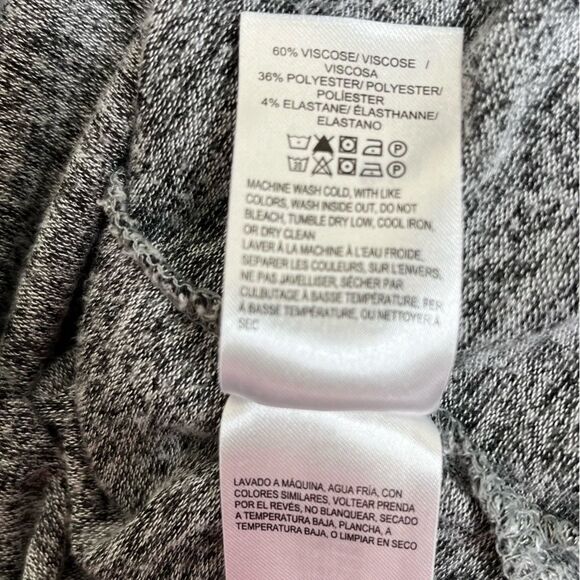 60% VISCOSE/ VISCOSE /
VISCOSA
36% POLYESTER/ POLYESTER/
POLIÉSTER
4% ELASTANE/ ÉLASTHANNE/
ELASTANO
MACHINE WASH COLD, WITH LIKE
COLORS, WASH INSIDE OUT, DO NOT
BLEACH, TUMBLE DRY LOW, COOL IRON,
OR DRY CLEAN
LAVER À LA MACHINE À L'EAU FROIDE,
SEPARER LES COULEURS, SUR L'ENVERS,
NE PAS JAVELLISER, SÉCHER PAR
CULBUTAGE À BASSE TEMPÉRATURE, FER
À BASSE TEMPÉRATURE, OU NETTOYER À
SEC
LAVADO A MÁQUINA, AGUA FRÍA, CON
COLORES SIMILARES, VOLTEAR PRENDA
POR EL REVÉS, NO BLANQUEAR, SECADO
A TEMPERATURA BAJA, PLANCHA, A
TEMPERATURA BAJA, O LIMPIAR EN SECO